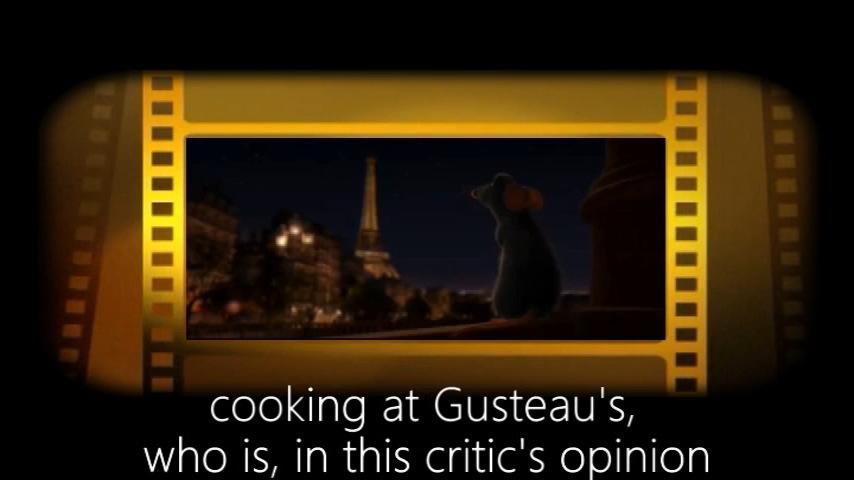 cooking at Gusteau's,
who is, in this critic's opinion